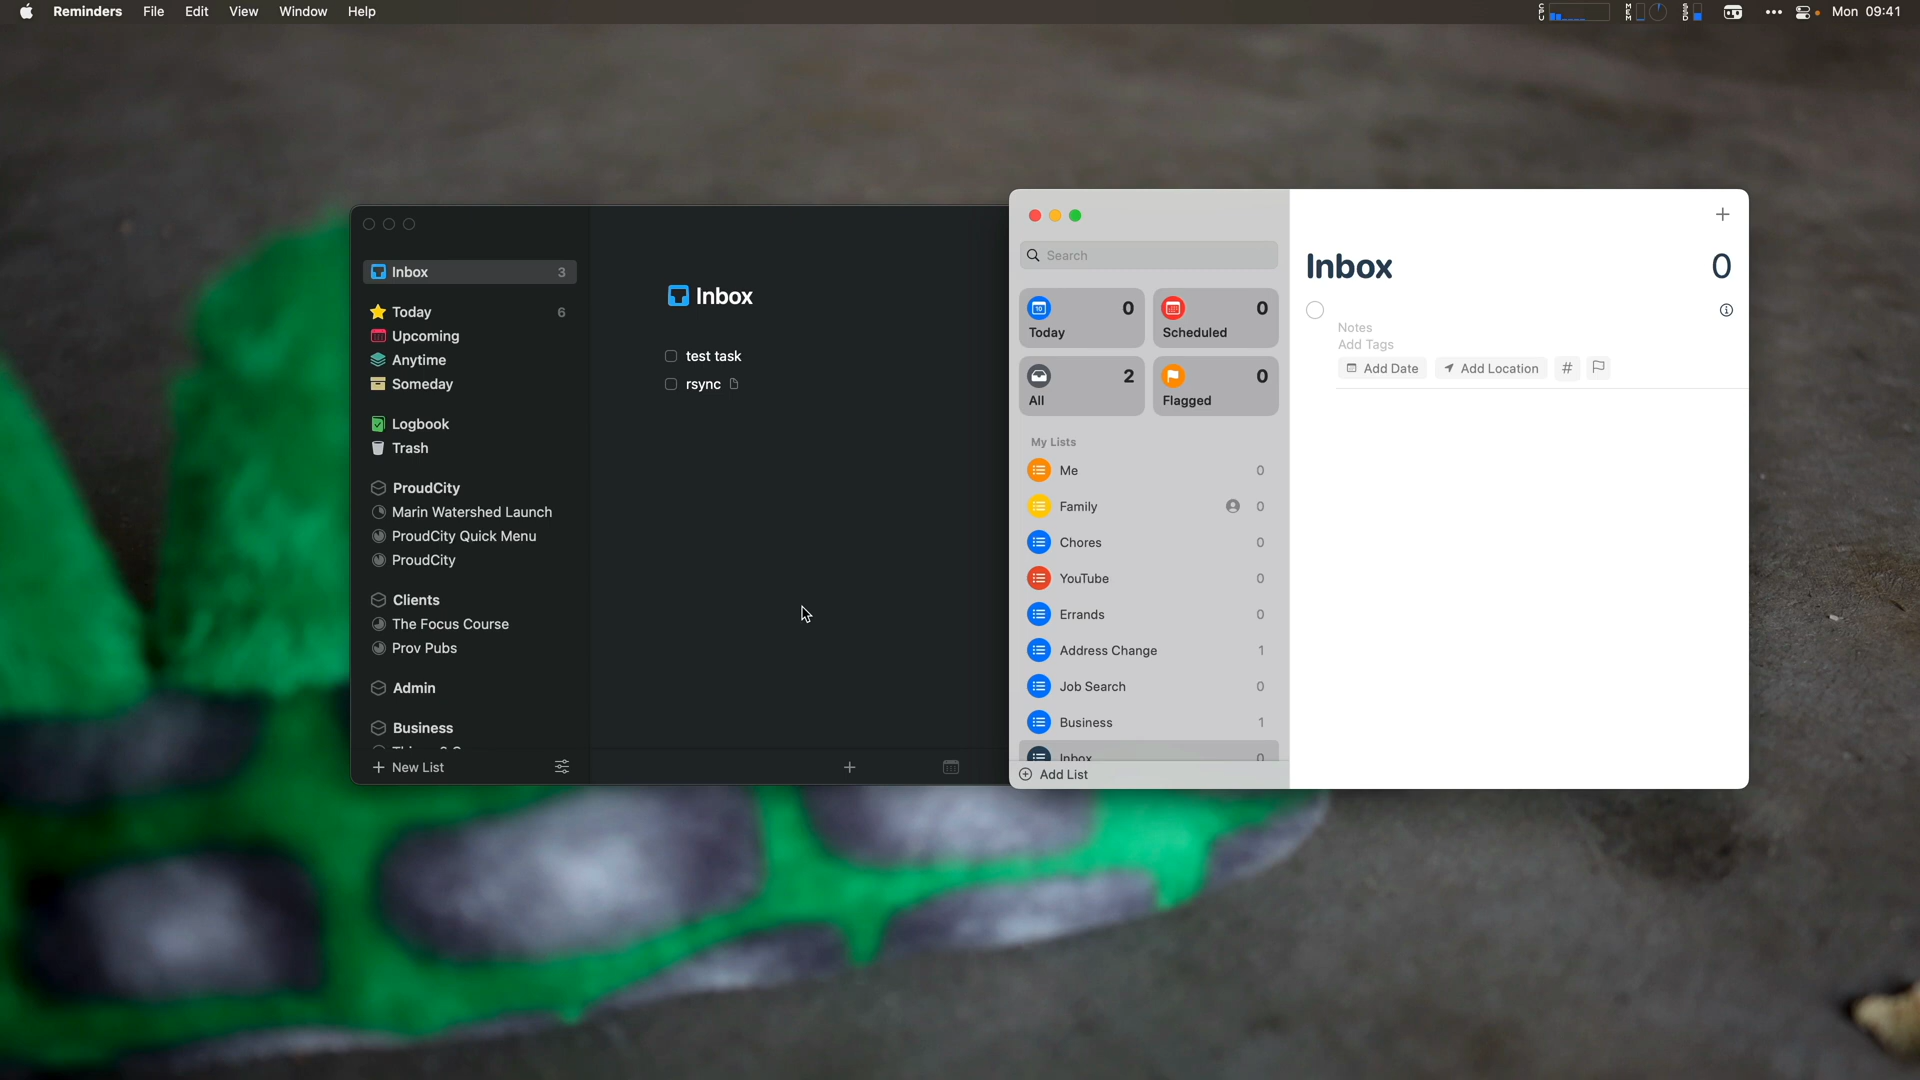 Reminders File Edit View Window Help
CPU MEM SSD ••• Mon 09:41
Inbox 3
Today 6
Upcoming
Anytime
Someday
Logbook
Trash
ProudCity
Marin Watershed Launch
ProudCity Quick Menu
ProudCity
Clients
The Focus Course
Prov Pubs
Admin
Business
+ New List
Inbox
test task
rsync
Search
0
Today
0
Scheduled
2
All
0
Flagged
My Lists
Me 0
Family 0
Chores 0
YouTube 0
Errands 0
Address Change 1
Job Search 0
Business 1
Inbox 0
Add List
Inbox 0
Notes
Add Tags
Add Date Add Location #